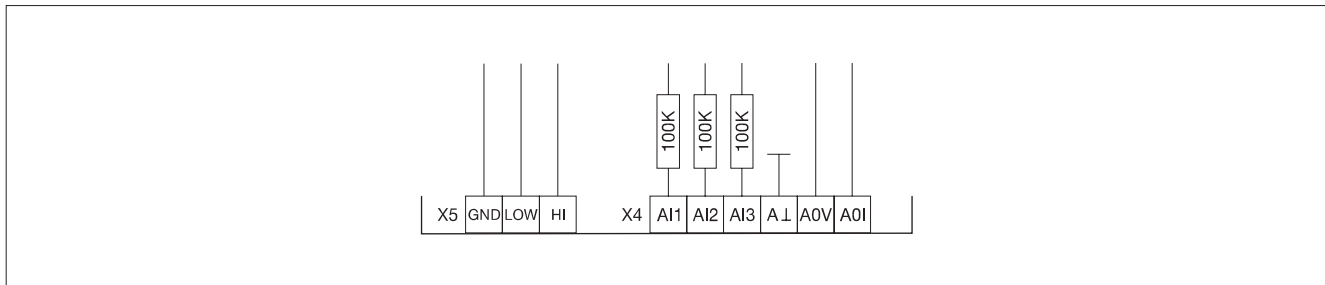 100K 100K 100K
X5 GND LOW HI X4 AI1 AI2 AI3 A⊥ A0V A0I